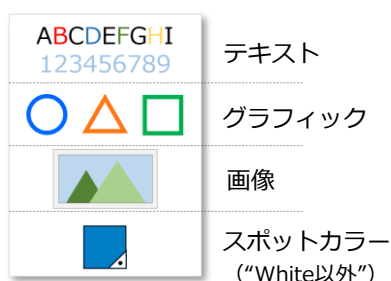 ABCDEFGHI
123456789
テキスト
グラフィック
画像
スポットカラー
（“White以外”）